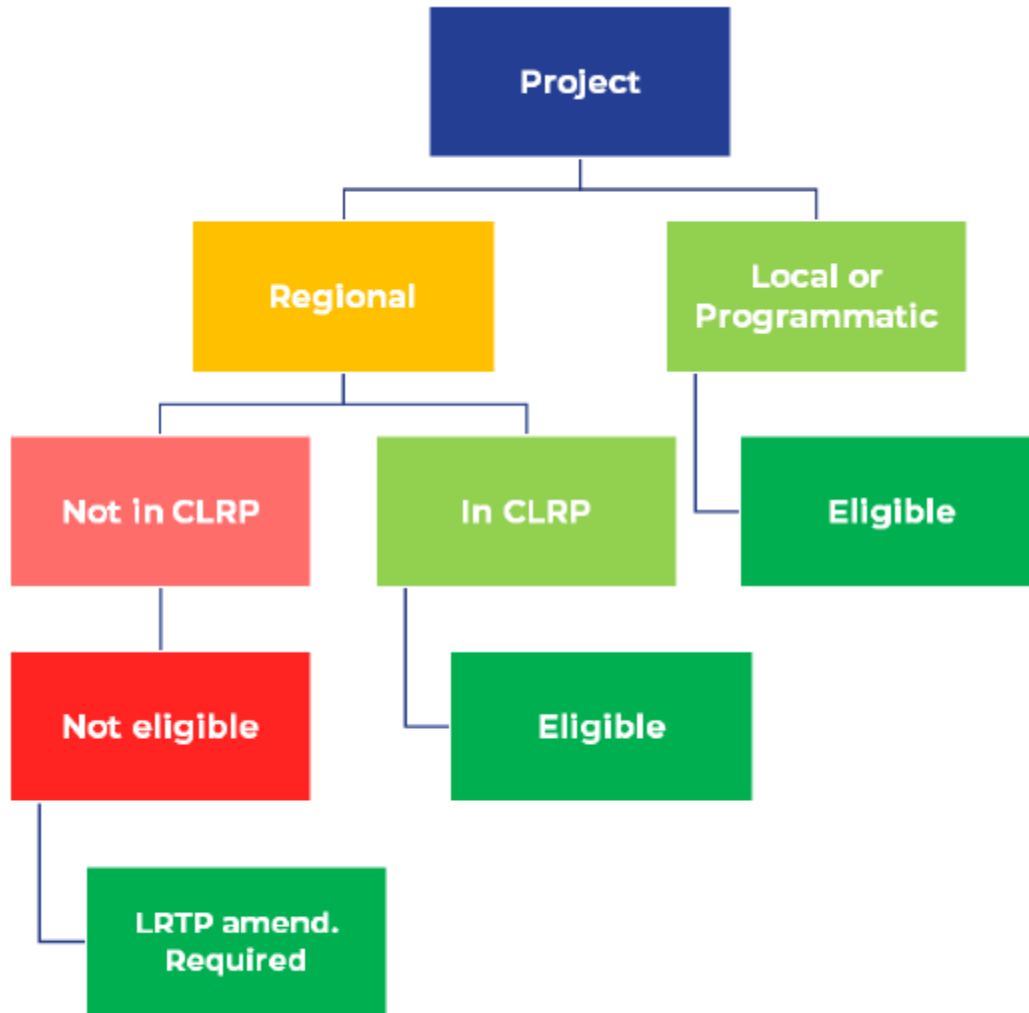 Project
Regional
Local or
Programmatic
Not in CLRP
In CLRP
Eligible
Not eligible
Eligible
LRTP amend.
Required